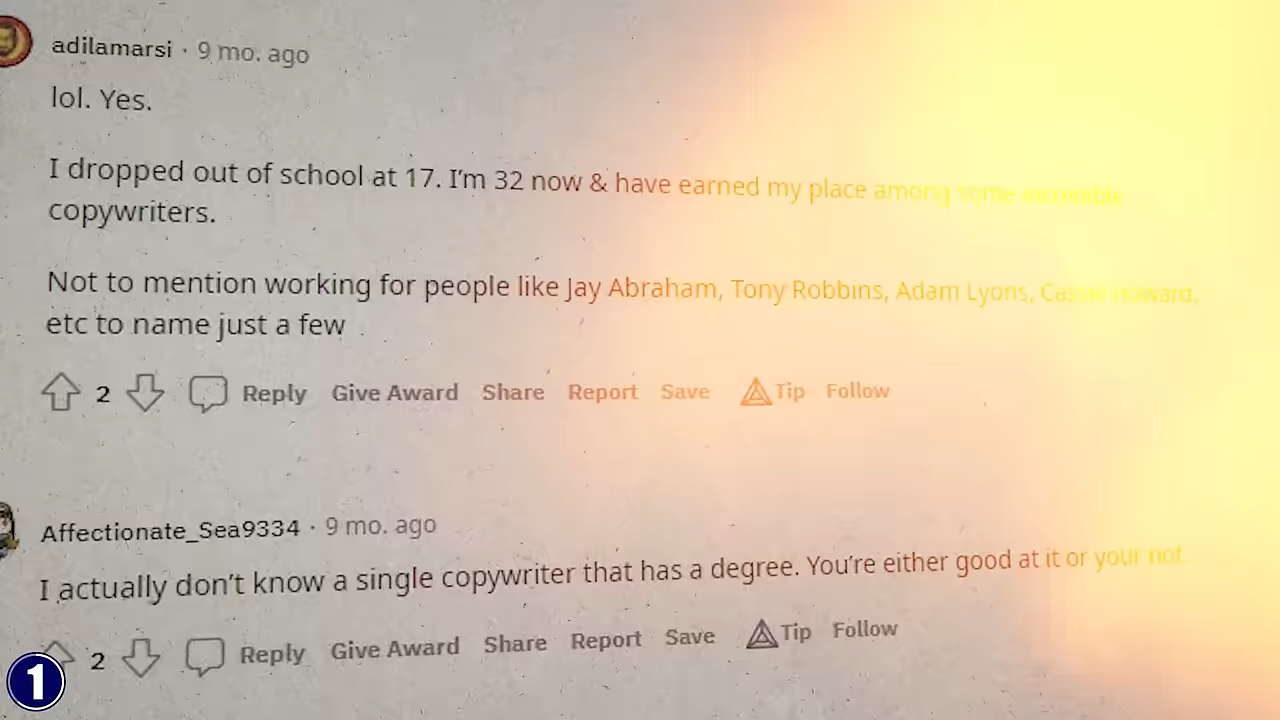 adilamarsi · 9 mo. ago
lol. Yes.
I dropped out of school at 17. I'm 32 now & have earned my place among some incredible
copywriters.
Not to mention working for people like Jay Abraham, Tony Robbins, Adam Lyons, Cassie Howard,
etc to name just a few
2 Reply Give Award Share Report Save Tip Follow
Affectionate_Sea9334 · 9 mo. ago
I actually don't know a single copywriter that has a degree. You're either good at it or your not.
2 Reply Give Award Share Report Save Tip Follow
1